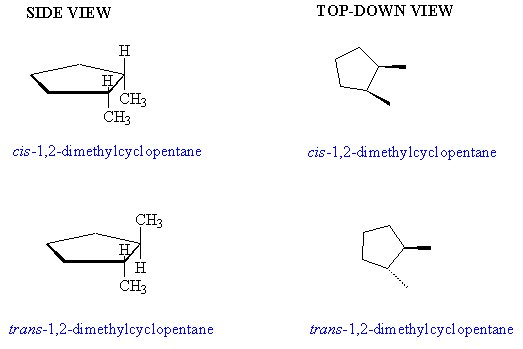 SIDE VIEW
TOP-DOWN VIEW
H
H
CH3
CH3
cis-1,2-dimethylcyclopentane
cis-1,2-dimethylcyclopentane
CH3
H
H
CH3
trans-1,2-dimethylcyclopentane
trans-1,2-dimethylcyclopentane